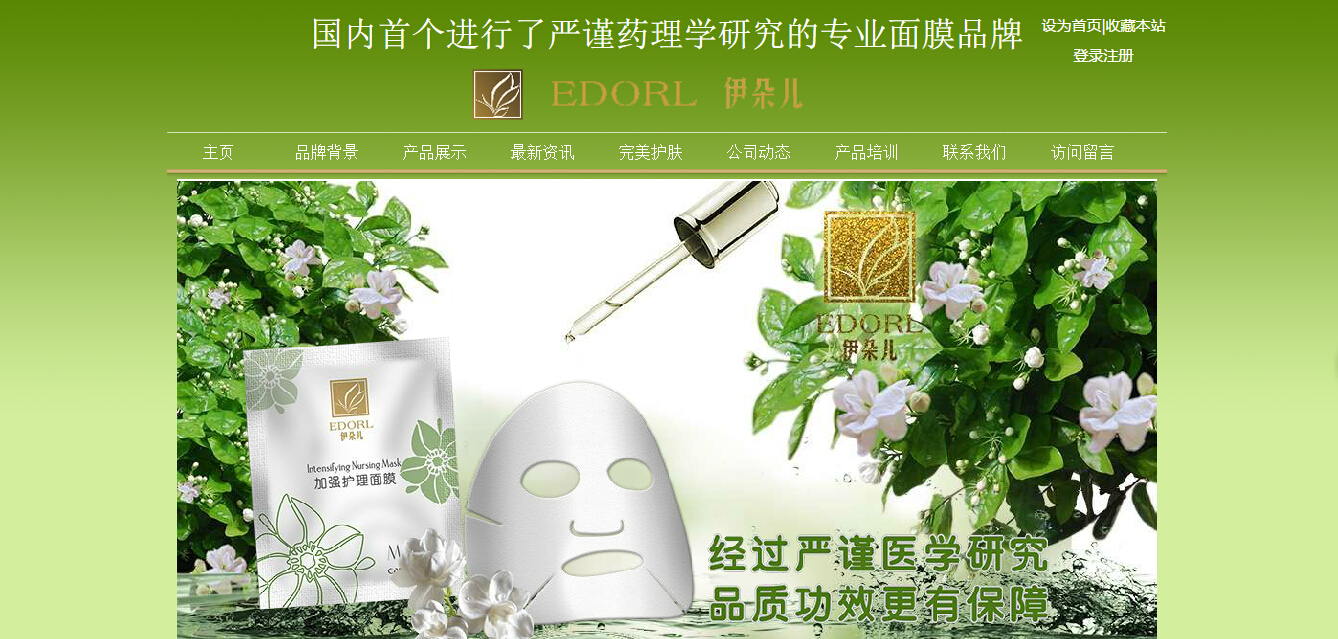 国内首个进行了严谨药理学研究的专业面膜品牌
设为首页|收藏本站
登录注册
EDORL 伊朵儿
主页 品牌背景 产品展示 最新资讯 完美护肤 公司动态 产品培训 联系我们 访问留言
EDORL
伊朵儿
EDORL
伊朵儿
Intensifying Nursing Mask
加强护理面膜
经过严谨医学研究
品质功效更有保障